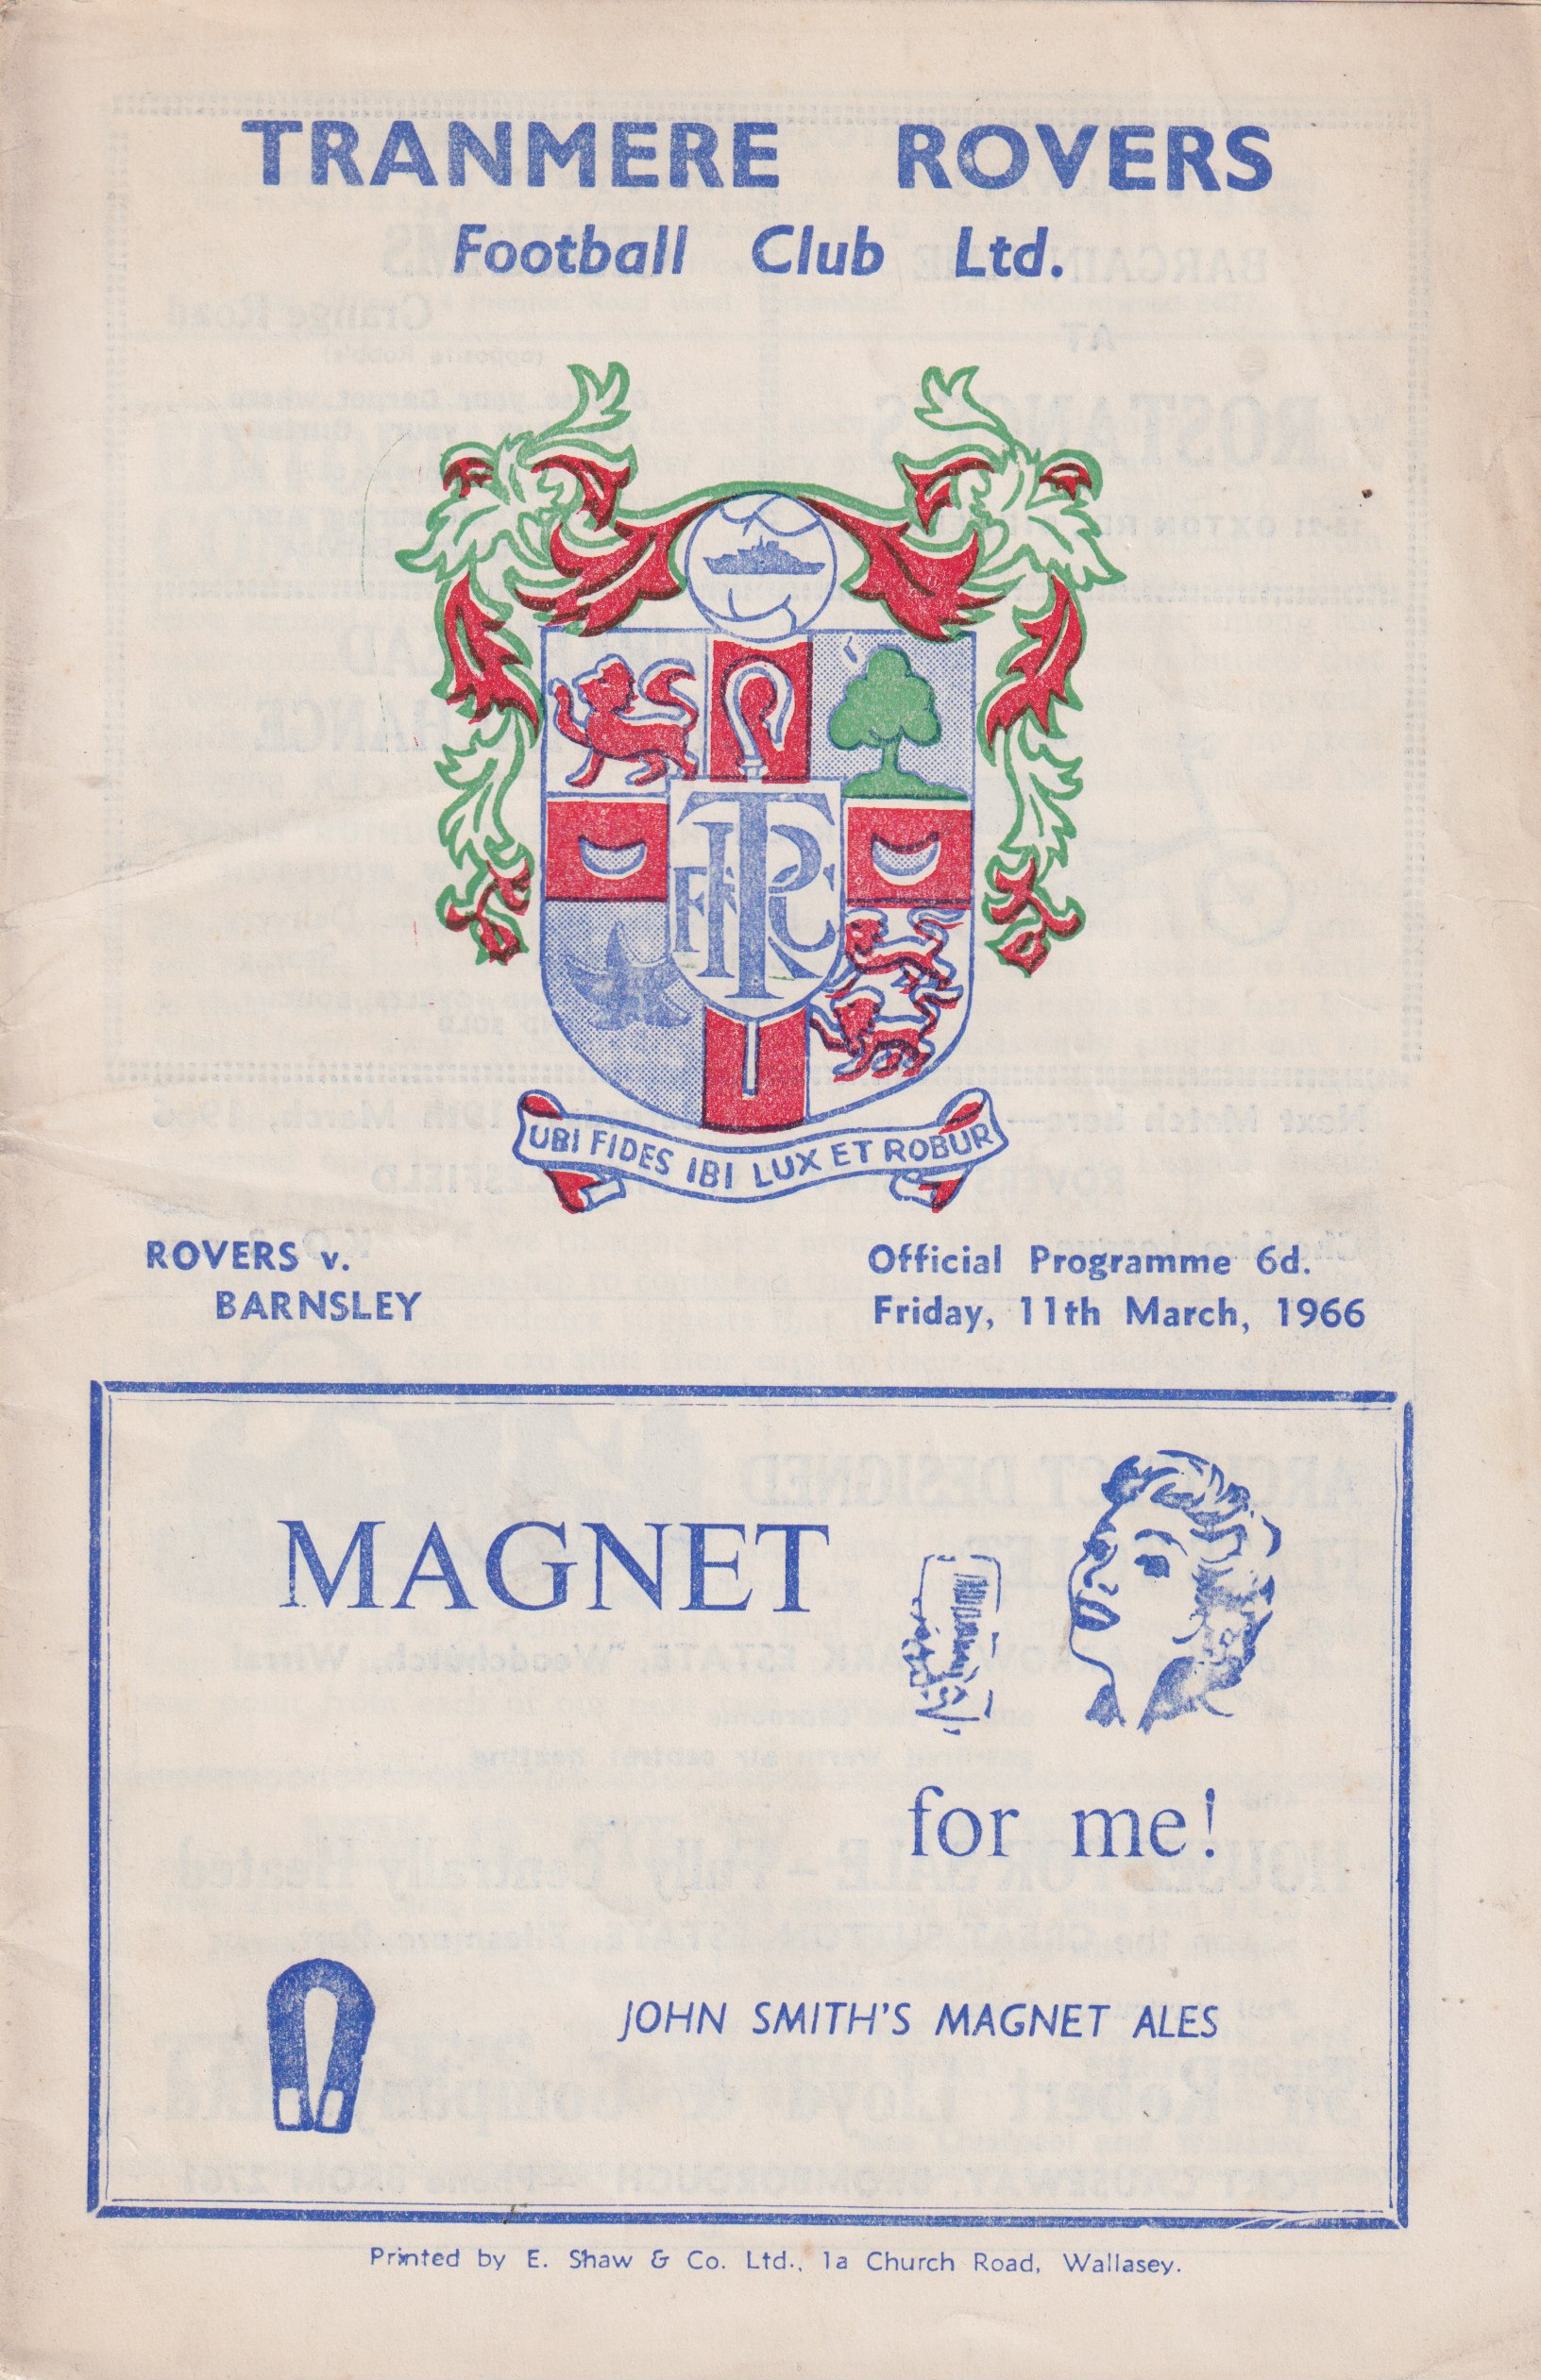 TRANMERE ROVERS
Football Club Ltd.
TRFC
UBI FIDES IBI LUX ET ROBUR
ROVERS v.
BARNSLEY
Official Programme 6d.
Friday, 11th March, 1966
MAGNET
for me!
JOHN SMITH'S MAGNET ALES
Printed by E. Shaw & Co. Ltd., 1a Church Road, Wallasey.